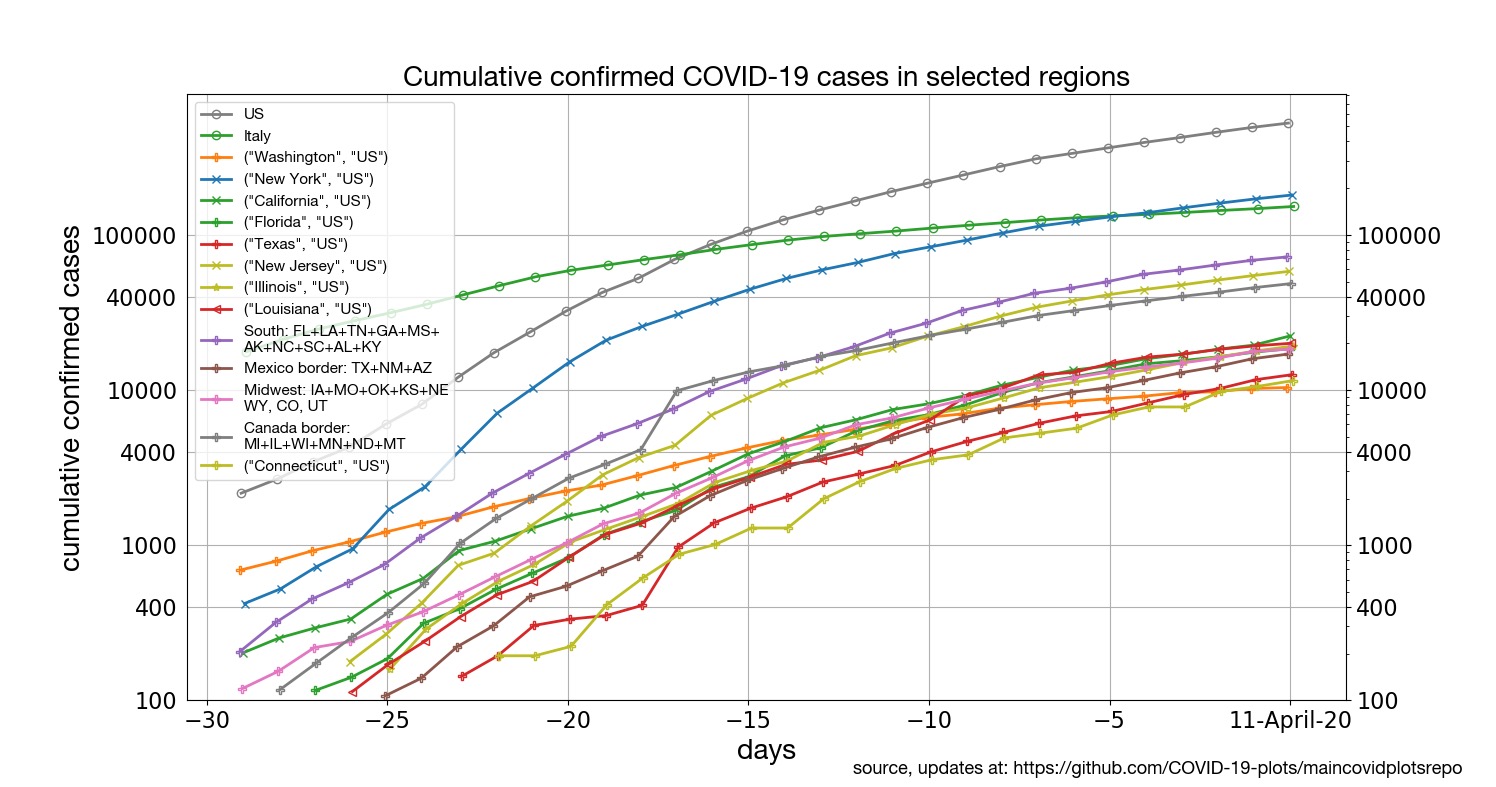 Cumulative confirmed COVID-19 cases in selected regions
US
Italy
("Washington", "US")
("New York", "US")
("California", "US")
("Florida", "US")
("Texas", "US")
("New Jersey", "US")
("Illinois", "US")
("Louisiana", "US")
South: FL+LA+TN+GA+MS+
AK+NC+SC+AL+KY
Mexico border: TX+NM+AZ
Midwest: IA+MO+OK+KS+NE
WY, CO, UT
Canada border:
MI+IL+WI+MN+ND+MT
("Connecticut", "US")
cumulative confirmed cases
100000
40000
10000
4000
1000
400
100
100000
40000
10000
4000
1000
400
100
−30
−25
−20
−15
−10
−5
11-April-20
days
source, updates at: https://github.com/COVID-19-plots/maincovidplotsrepo